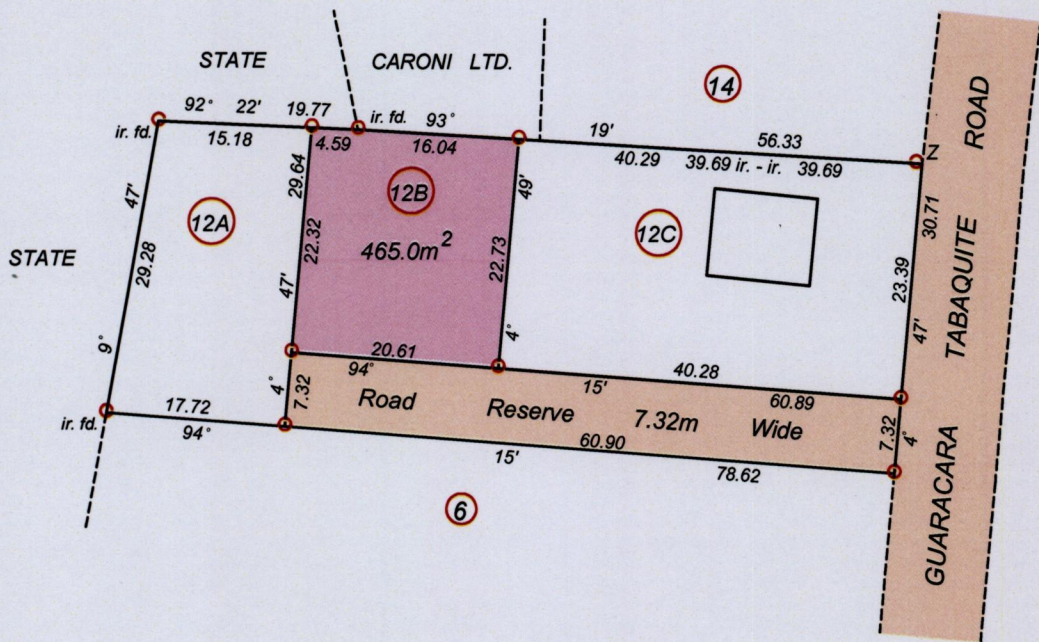 STATE
CARONI LTD.
14
92° 22' 19.77
ir. fd. 93°
ir. fd.
15.18
4.59
16.04
19'
56.33
40.29
39.69 ir. - ir. 39.69
Z
47'
29.28
9°
STATE
12A
29.64
22.32
47'
12B
465.0m²
49'
22.73
4°
12C
30.71
23.39
47'
20.61
94°
15'
40.28
60.89
4°
7.32
Road Reserve 7.32m Wide
7.32
4°
17.72
94°
ir. fd.
60.90
15'
78.62
6
GUARACARA TABAQUITE ROAD